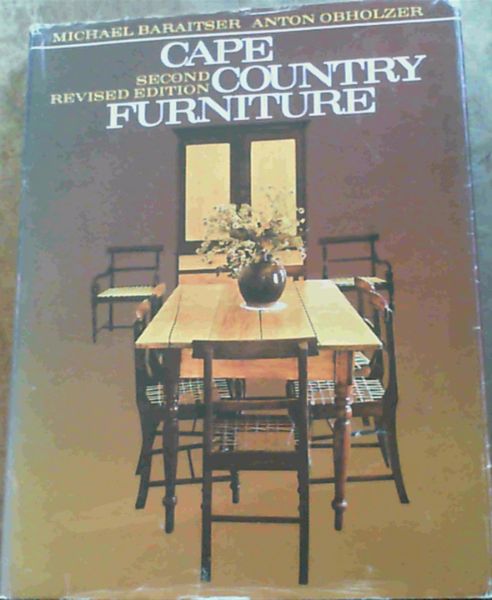 MICHAEL BARAITSER ANTON OBHOLZER
CAPE
SECOND COUNTRY
REVISED EDITION
FURNITURE